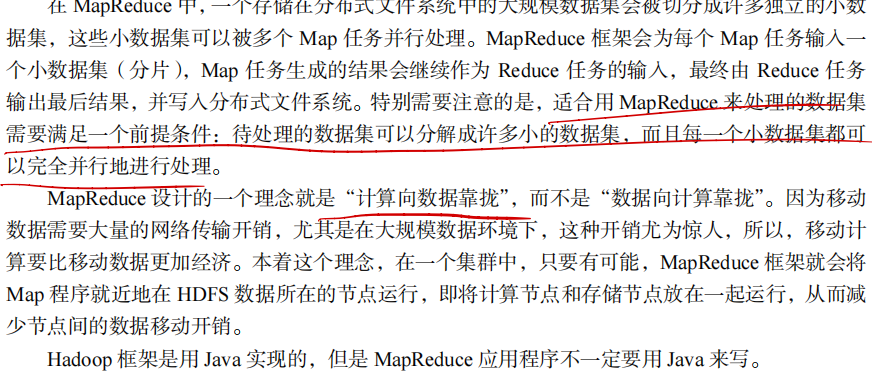 在 MapReduce 中，一个存储在分布式文件系统中的大规模数据集会被切分成许多独立的小数
据集，这些小数据集可以被多个 Map 任务并行处理。MapReduce 框架会为每个 Map 任务输入一
个小数据集（分片），Map 任务生成的结果会继续作为 Reduce 任务的输入，最终由 Reduce 任务
输出最后结果，并写入分布式文件系统。特别需要注意的是，适合用 MapReduce 来处理的数据集
需要满足一个前提条件：待处理的数据集可以分解成许多小的数据集，而且每一个小数据集都可
以完全并行地进行处理。
MapReduce 设计的一个理念就是“计算向数据靠拢”，而不是“数据向计算靠拢”。因为移动
数据需要大量的网络传输开销，尤其是在大规模数据环境下，这种开销尤为惊人，所以，移动计
算要比移动数据更加经济。本着这个理念，在一个集群中，只要有可能，MapReduce 框架就会将
Map 程序就近地在 HDFS 数据所在的节点运行，即将计算节点和存储节点放在一起运行，从而减
少节点间的数据移动开销。
Hadoop 框架是用 Java 实现的，但是 MapReduce 应用程序不一定要用 Java 来写。